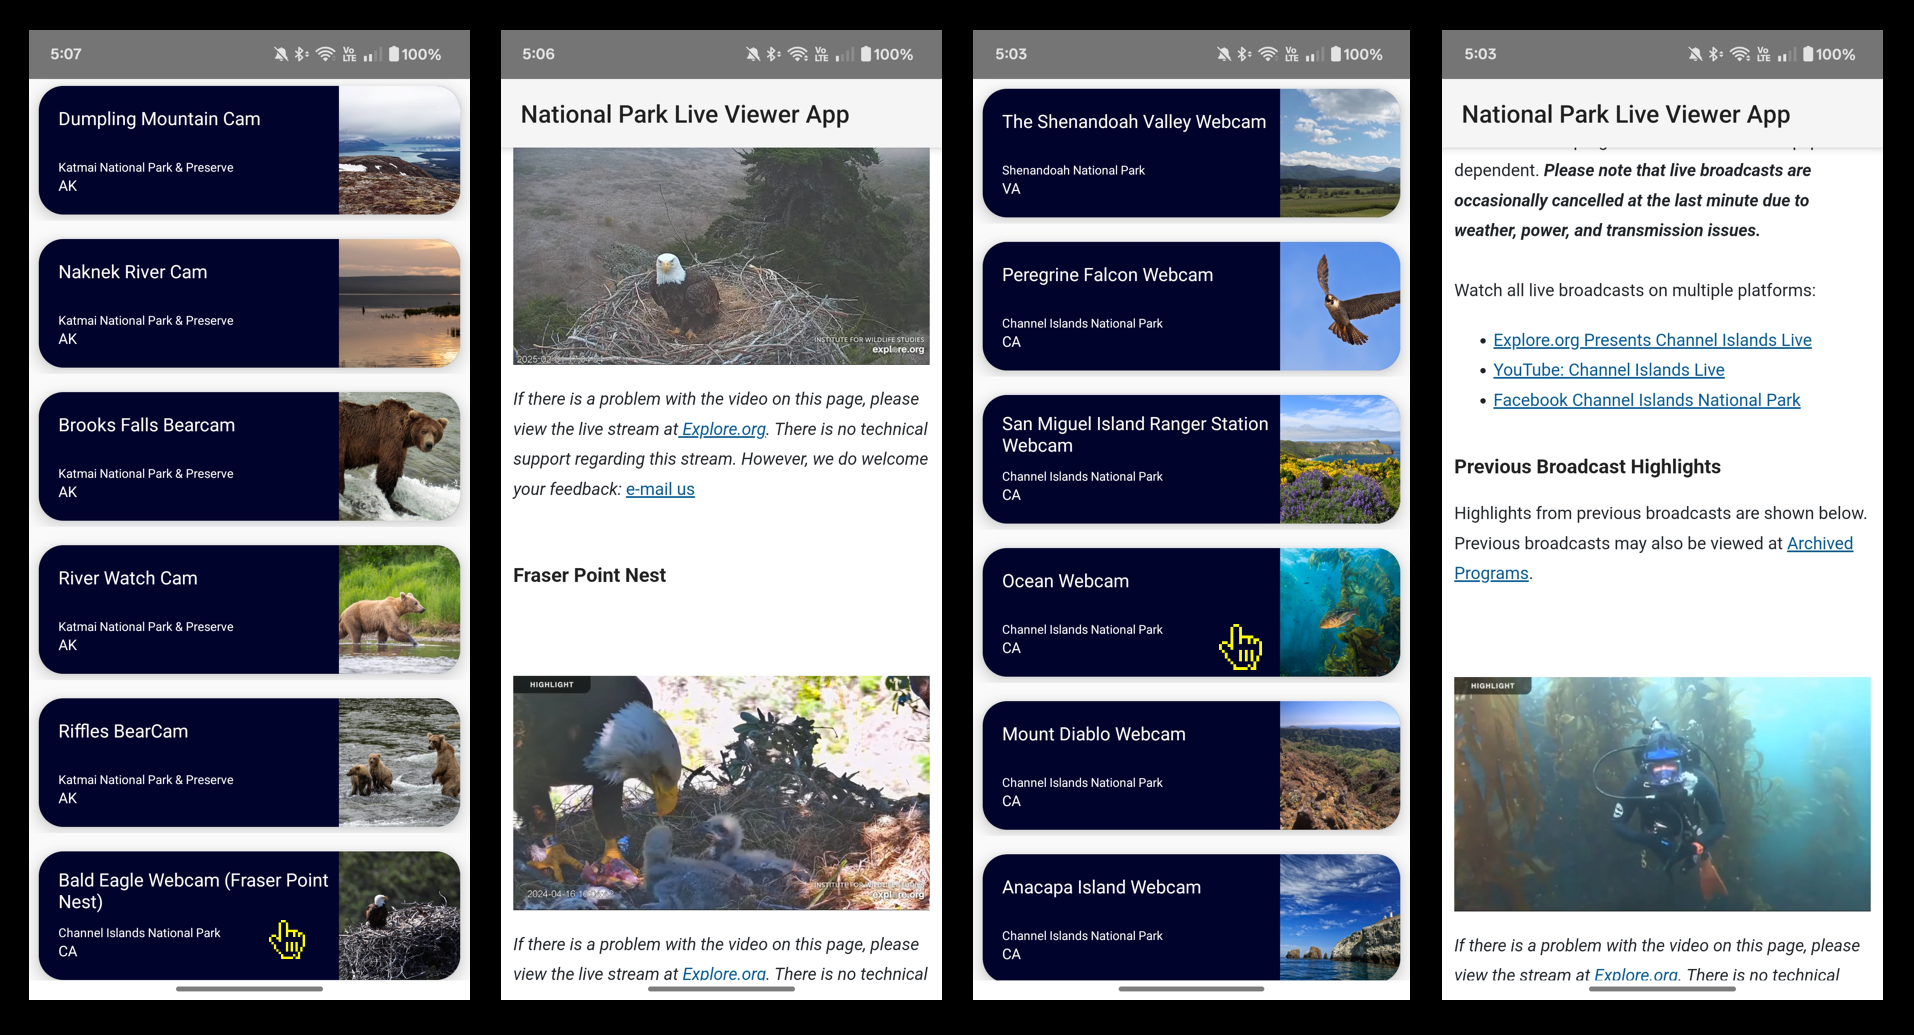 5:07
Vo
LTE
100%
Dumpling Mountain Cam
Katmai National Park & Preserve
AK
Naknek River Cam
Katmai National Park & Preserve
AK
Brooks Falls Bearcam
Katmai National Park & Preserve
AK
River Watch Cam
Katmai National Park & Preserve
AK
Riffles BearCam
Katmai National Park & Preserve
AK
Bald Eagle Webcam (Fraser Point
Nest)
Channel Islands National Park
CA
5:06
Vo
LTE
100%
National Park Live Viewer App
INSTITUTE FOR WILDLIFE STUDIES
explore.org
If there is a problem with the video on this page, please
view the live stream at Explore.org. There is no technical
support regarding this stream. However, we do welcome
your feedback: e-mail us
Fraser Point Nest
HIGHLIGHT
INSTITUTE FOR WILDLIFE STUDIES
explore.org
2024-04-16
If there is a problem with the video on this page, please
view the live stream at Explore.org. There is no technical
5:03
Vo
LTE
100%
The Shenandoah Valley Webcam
Shenandoah National Park
VA
Peregrine Falcon Webcam
Channel Islands National Park
CA
San Miguel Island Ranger Station
Webcam
Channel Islands National Park
CA
Ocean Webcam
Channel Islands National Park
CA
Mount Diablo Webcam
Channel Islands National Park
CA
Anacapa Island Webcam
Channel Islands National Park
CA
5:03
Vo
LTE
100%
National Park Live Viewer App
dependent. Please note that live broadcasts are
occasionally cancelled at the last minute due to
weather, power, and transmission issues.
Watch all live broadcasts on multiple platforms:
• Explore.org Presents Channel Islands Live
• YouTube: Channel Islands Live
• Facebook Channel Islands National Park
Previous Broadcast Highlights
Highlights from previous broadcasts are shown below.
Previous broadcasts may also be viewed at Archived
Programs.
HIGHLIGHT
If there is a problem with the video on this page, please
view the stream at Explore.org. There is no technical